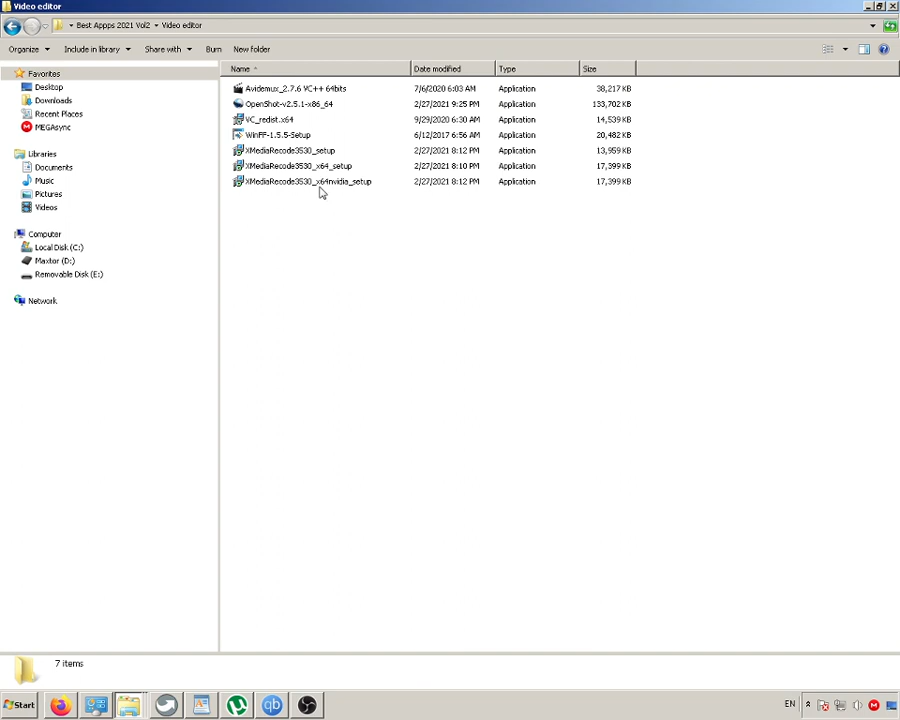 Video editor
Best Appps 2021 Vol2 Video editor
Organize Include in library Share with Burn New folder
Name Date modified Type Size
Favorites
Desktop
Downloads
Recent Places
MEGAsync
Libraries
Documents
Music
Pictures
Videos
Computer
Local Disk (C:)
Maxtor (D:)
Removable Disk (E:)
Network
Avidemux_2.7.6 VC++ 64bits 7/6/2020 6:03 AM Application 38,217 KB
OpenShot-v2.5.1-x86_64 2/27/2021 9:25 PM Application 133,702 KB
VC_redist.x64 9/29/2020 6:30 AM Application 14,539 KB
WinFF-1.5.5-Setup 6/12/2017 6:56 AM Application 20,482 KB
XMediaRecode3530_setup 2/27/2021 8:12 PM Application 13,959 KB
XMediaRecode3530_x64_setup 2/27/2021 8:10 PM Application 17,399 KB
XMediaRecode3530_x64nvidia_setup 2/27/2021 8:12 PM Application 17,399 KB
7 items
Start
qb
EN